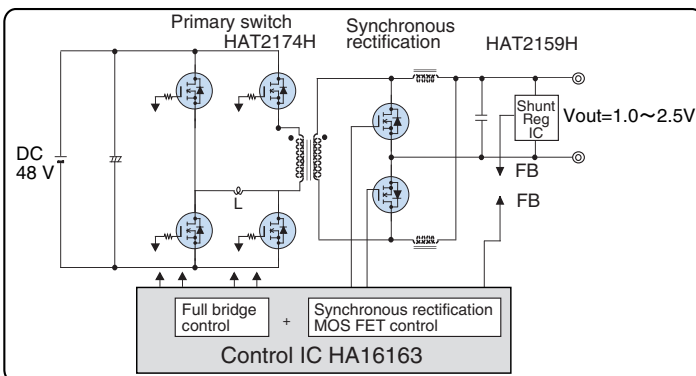 Primary switch
HAT2174H
Synchronous
rectification
HAT2159H
DC
48 V
L
Shunt
Reg
IC
Vout=1.0～2.5V
FB
FB
Full bridge
control
+
Synchronous rectification
MOS FET control
Control IC HA16163